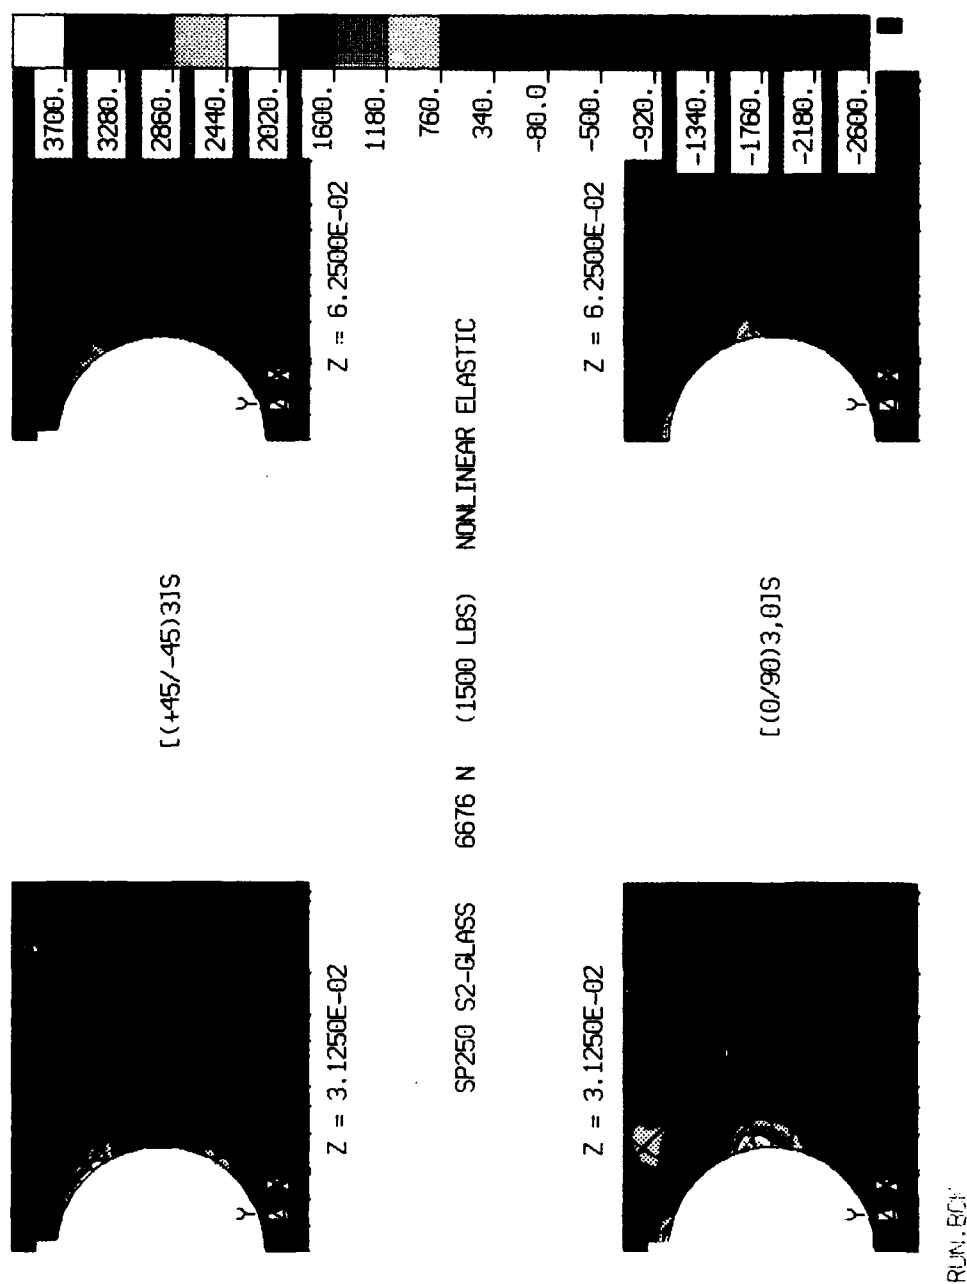 3700.
3280.
2860.
2440.
2020.
1600.
1180.
760.
340.
-80.0
-500.
-920.
-1340.
-1760.
-2180.
-2600.
Z = 3.1250E-02
Z = 6.2500E-02
[(+45/-45)3]S
SP250 S2-GLASS 6676 N (1500 LBS) NONLINEAR ELASTIC
Z = 3.1250E-02
Z = 6.2500E-02
[(0/90)3,0]S
Y
Z X
Y
Z X
Y
Z X
Y
Z X